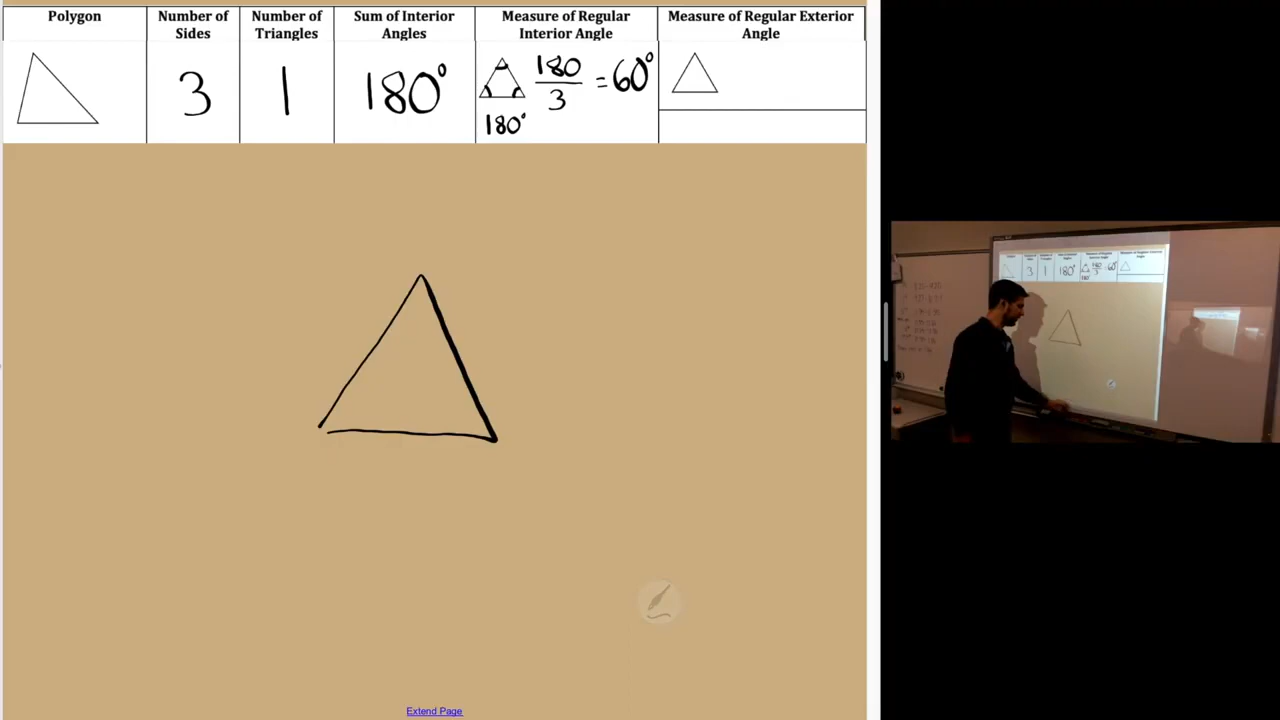 Polygon
Number of
Sides
Number of
Triangles
Sum of Interior
Angles
Measure of Regular
Interior Angle
Measure of Regular Exterior
Angle
3
1
180°
180
3
=60°
180°
Extend Page